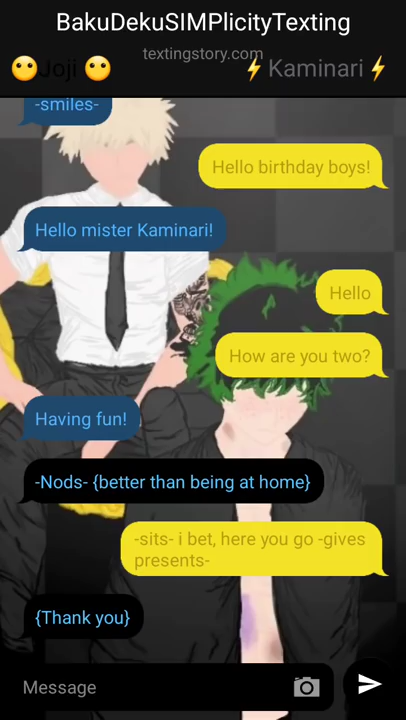 BakuDekuSIMPlicityTexting
textingstory.com
😶Joji 😶 ⚡Kaminari⚡
-smiles-
Hello birthday boys!
Hello mister Kaminari!
Hello
How are you two?
Having fun!
-Nods- {better than being at home}
-sits- i bet, here you go -gives
presents-
{Thank you}
Message